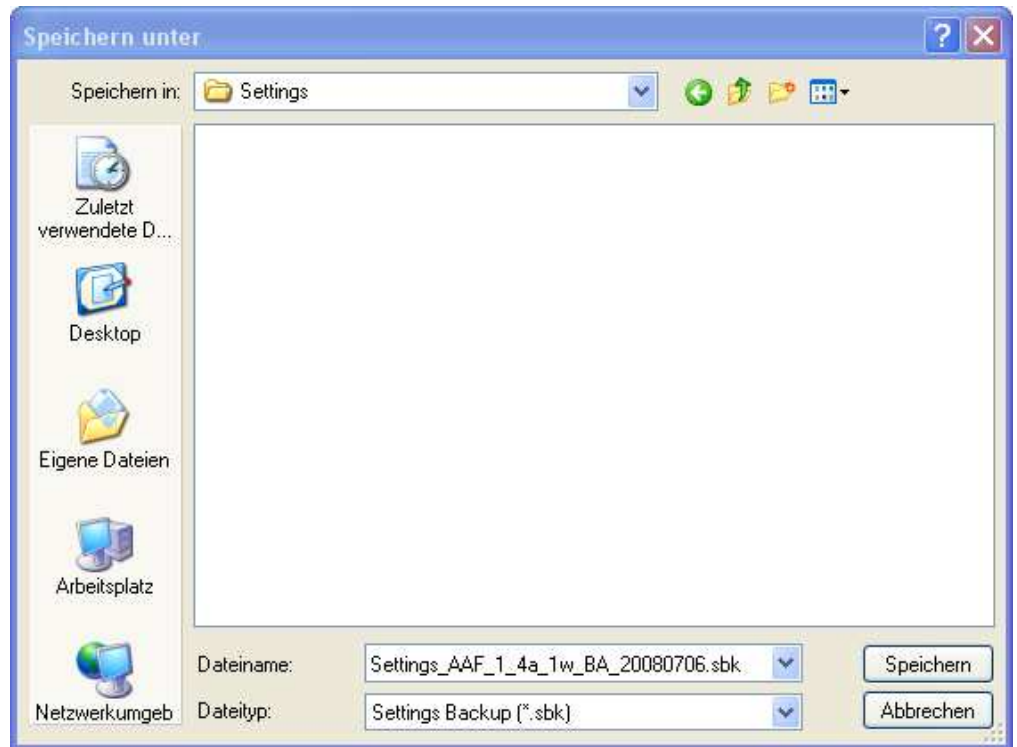 Speichern unter
Speichern in: Settings
Zuletzt
verwendete D...
Desktop
Eigene Dateien
Arbeitsplatz
Netzwerkumgeb
Dateiname: Settings_AAF_1_4a_1w_BA_20080706.sbk Speichern
Dateityp: Settings Backup (*.sbk) Abbrechen